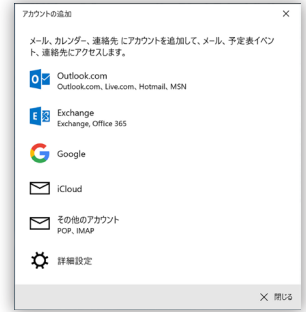 アカウントの追加
メール、カレンダー、連絡先 にアカウントを追加して、メール、予定表イベン
ト、連絡先にアクセスします。
Outlook.com
Outlook.com、Live.com、Hotmail、MSN
Exchange
Exchange、Office 365
Google
iCloud
その他のアカウント
POP、IMAP
詳細設定
閉じる